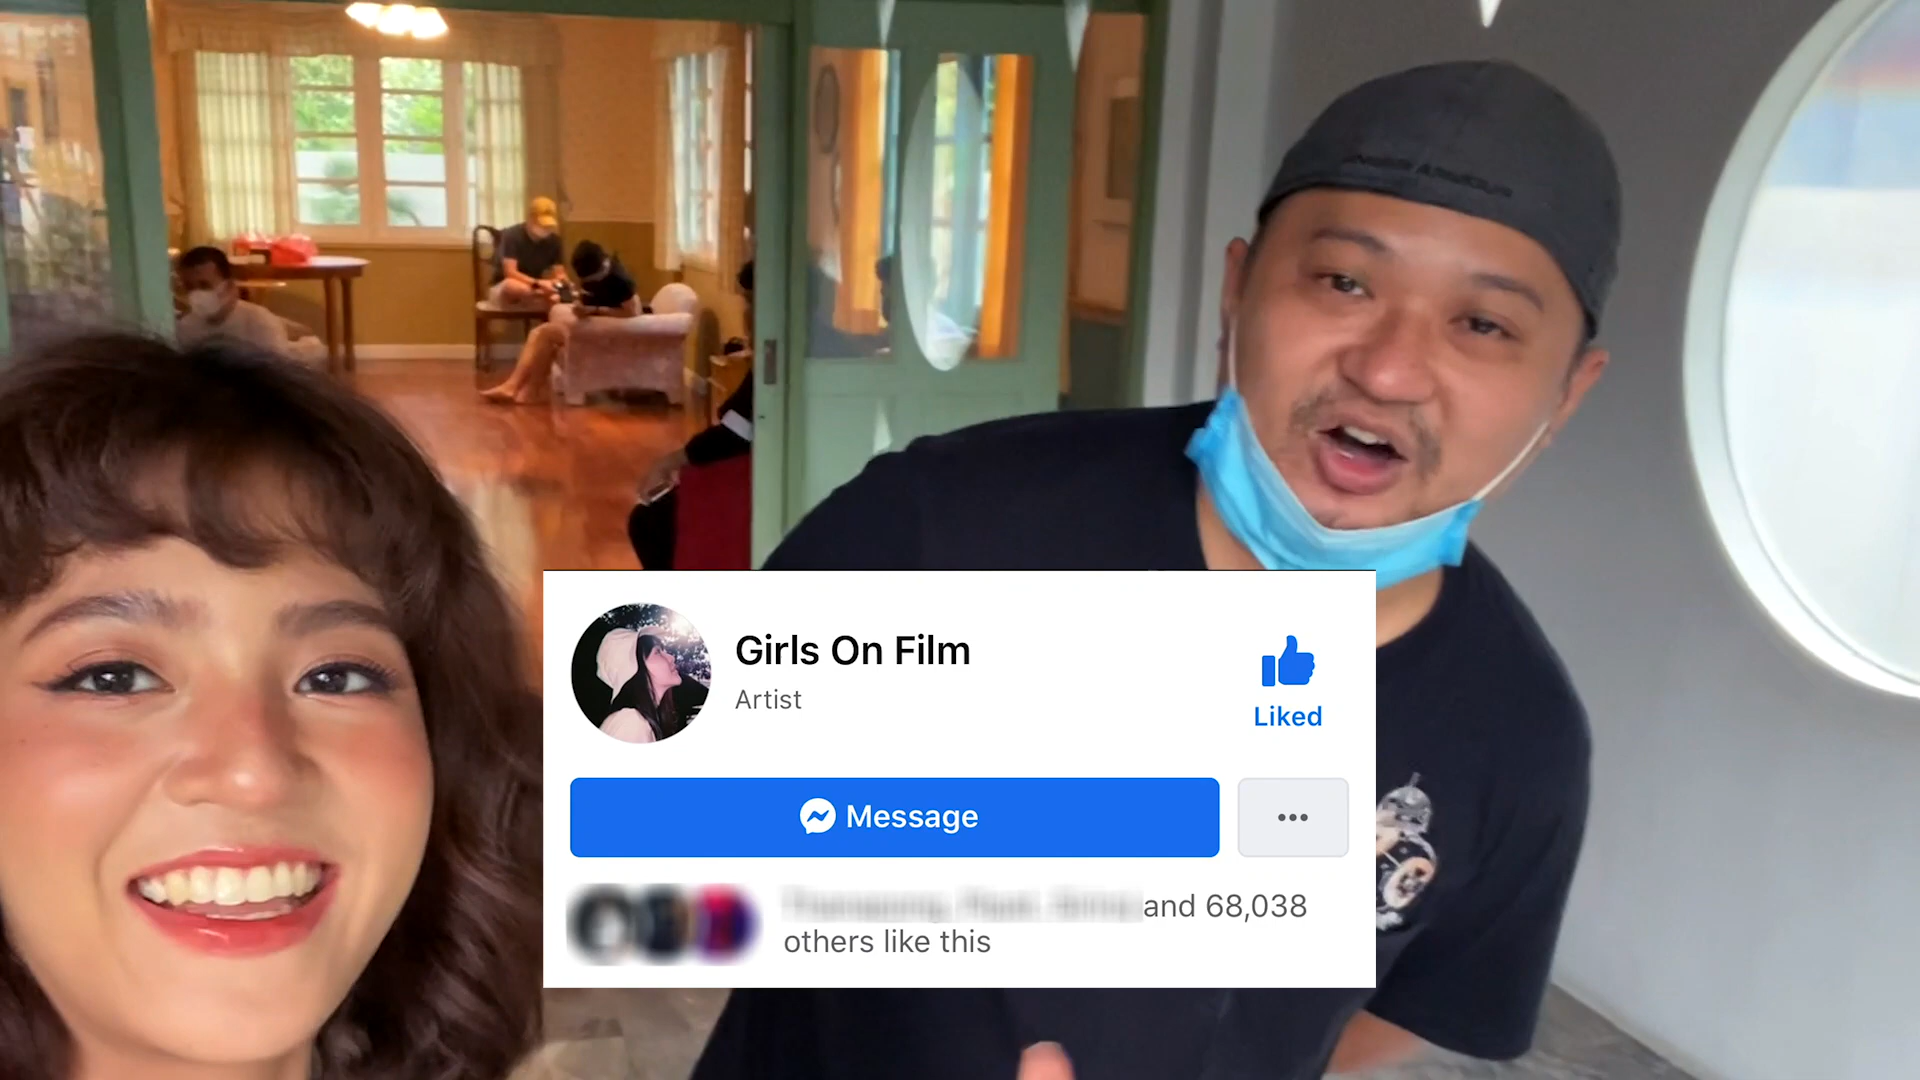 Girls On Film
Artist
Liked
Message
and 68,038
others like this